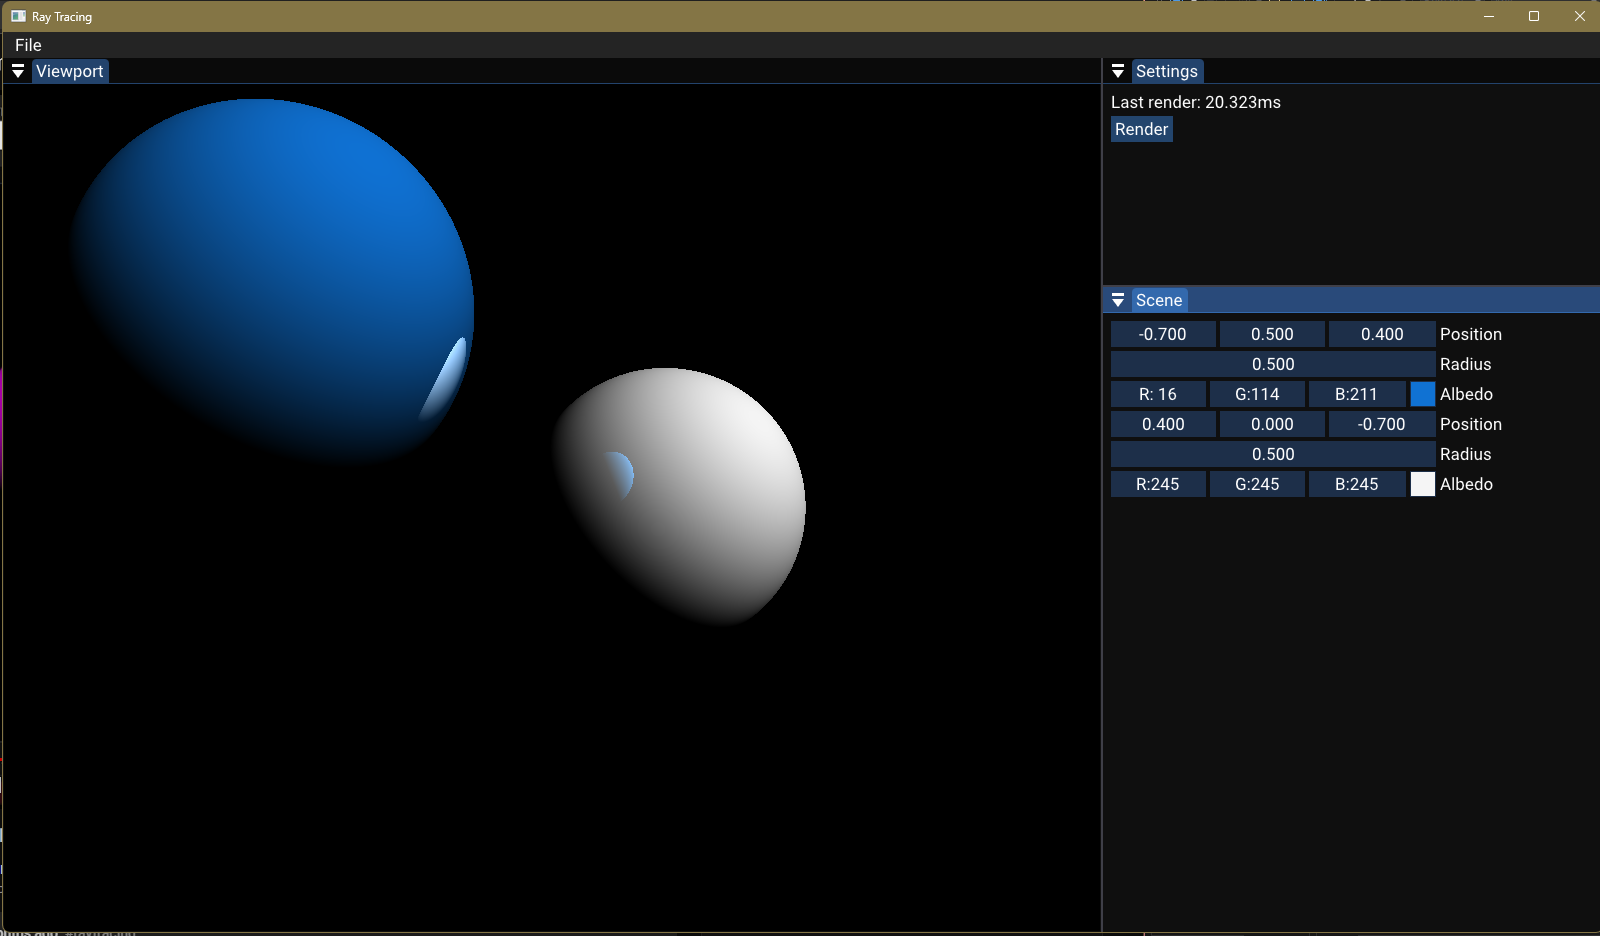 Ray Tracing
File
Viewport
Settings
Last render: 20.323ms
Render
Scene
-0.700 0.500 0.400 Position
0.500 Radius
R: 16 G:114 B:211 Albedo
0.400 0.000 -0.700 Position
0.500 Radius
R:245 G:245 B:245 Albedo